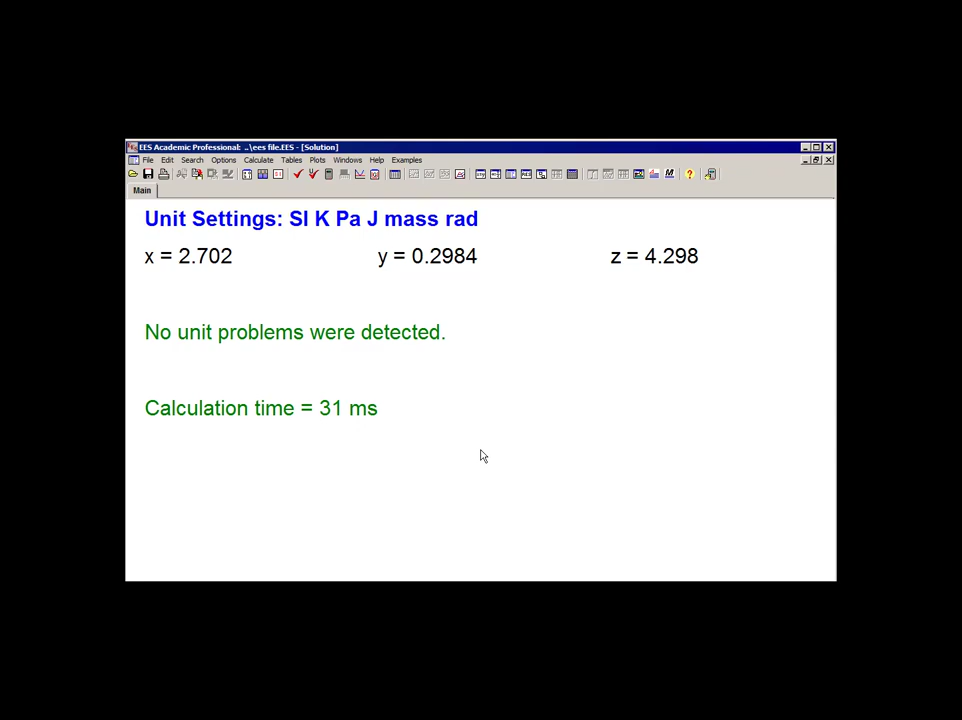 EES Academic Professional: ..\ees file.EES - [Solution]
File Edit Search Options Calculate Tables Plots Windows Help Examples
Main
Unit Settings: SI K Pa J mass rad
x = 2.702 y = 0.2984 z = 4.298
No unit problems were detected.
Calculation time = 31 ms